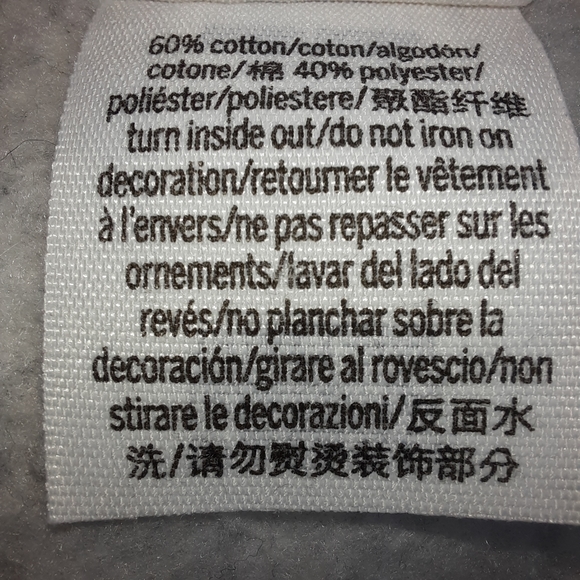 60% cotton/coton/algodón/
cotone/棉 40% polyester/
poliéster/poliestere/聚酯纤维
turn inside out/do not iron on
decoration/retourner le vêtement
à l'envers/ne pas repasser sur les
ornements/lavar del lado del
revés/no planchar sobre la
decoración/girare al rovescio/non
stirare le decorazioni/反面水
洗/请勿熨烫装饰部分